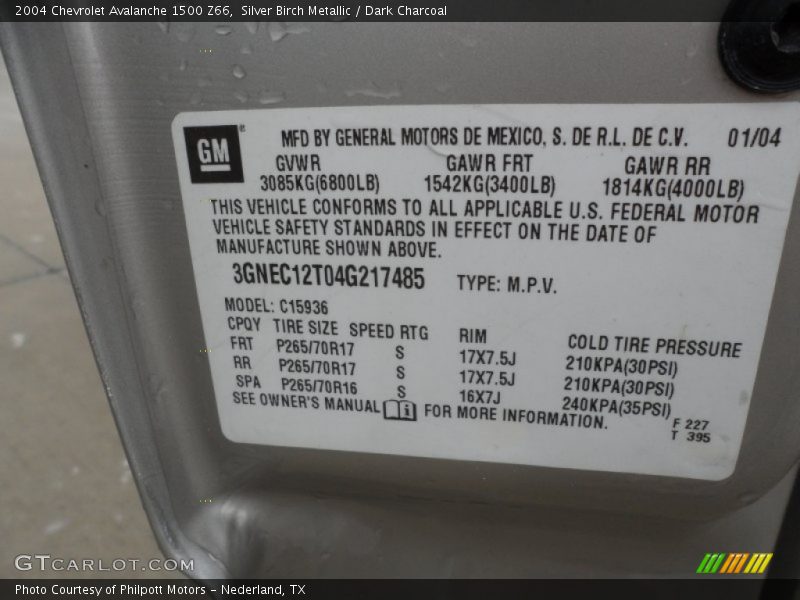 2004 Chevrolet Avalanche 1500 Z66, Silver Birch Metallic / Dark Charcoal
GM ®
MFD BY GENERAL MOTORS DE MEXICO, S. DE R.L. DE C.V. 01/04
GVWR GAWR FRT GAWR RR
3085KG(6800LB) 1542KG(3400LB) 1814KG(4000LB)
THIS VEHICLE CONFORMS TO ALL APPLICABLE U.S. FEDERAL MOTOR
VEHICLE SAFETY STANDARDS IN EFFECT ON THE DATE OF
MANUFACTURE SHOWN ABOVE.
3GNEC12T04G217485 TYPE: M.P.V.
MODEL: C15936
CPQY TIRE SIZE SPEED RTG RIM COLD TIRE PRESSURE
FRT P265/70R17 S 17X7.5J 210KPA(30PSI)
RR P265/70R17 S 17X7.5J 210KPA(30PSI)
SPA P265/70R16 S 16X7J 240KPA(35PSI)
SEE OWNER'S MANUAL FOR MORE INFORMATION.
F 227
T 395
GTCARLOT.COM
Photo Courtesy of Philpott Motors - Nederland, TX